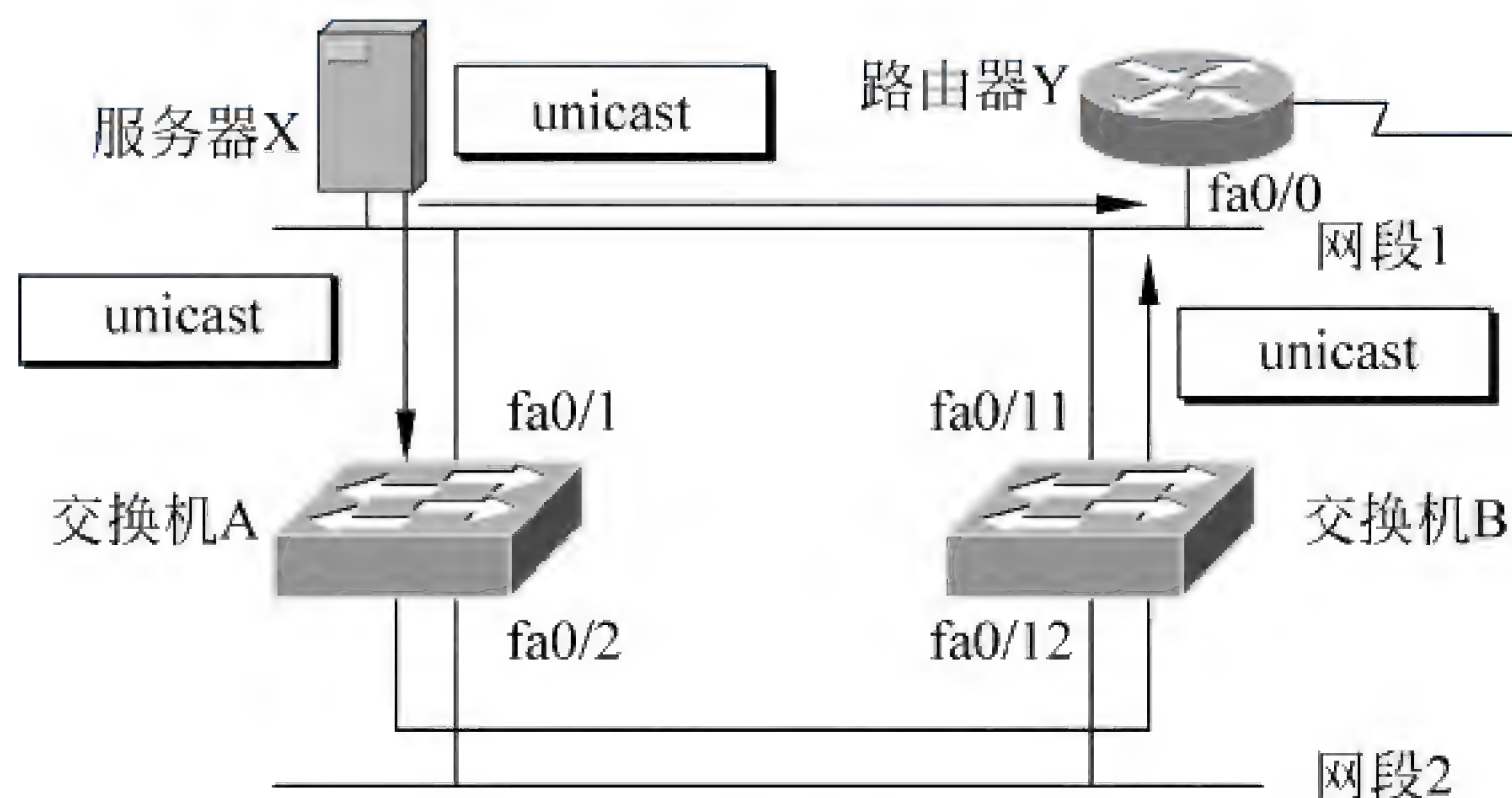 服务器X
unicast
路由器Y
fa0/0
网段1
unicast
unicast
fa0/1
fa0/11
交换机A
交换机B
fa0/2
fa0/12
网段2